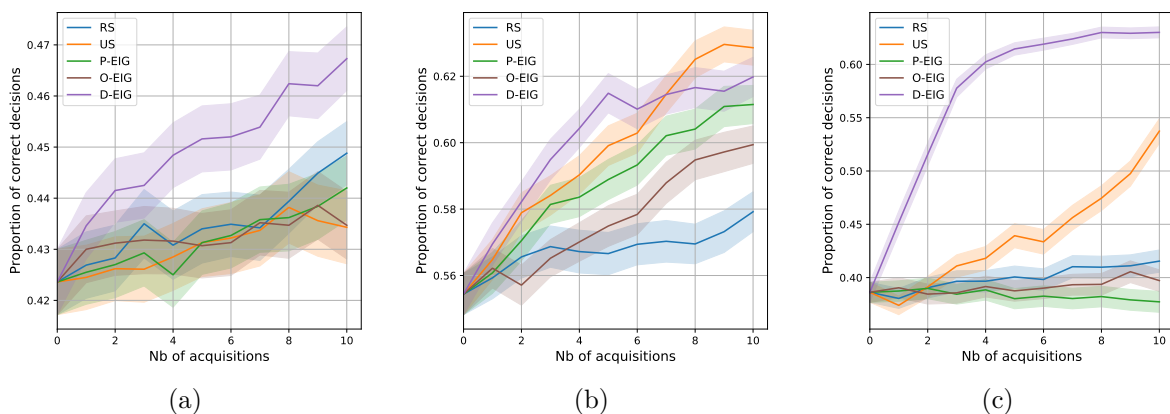 RS
US
P-EIG
O-EIG
D-EIG
Proportion of correct decisions
0.47
0.46
0.45
0.44
0.43
0.42
0 2 4 6 8 10
Nb of acquisitions
(a)
RS
US
P-EIG
O-EIG
D-EIG
Proportion of correct decisions
0.62
0.60
0.58
0.56
0 2 4 6 8 10
Nb of acquisitions
(b)
RS
US
P-EIG
O-EIG
D-EIG
Proportion of correct decisions
0.60
0.55
0.50
0.45
0.40
0 2 4 6 8 10
Nb of acquisitions
(c)